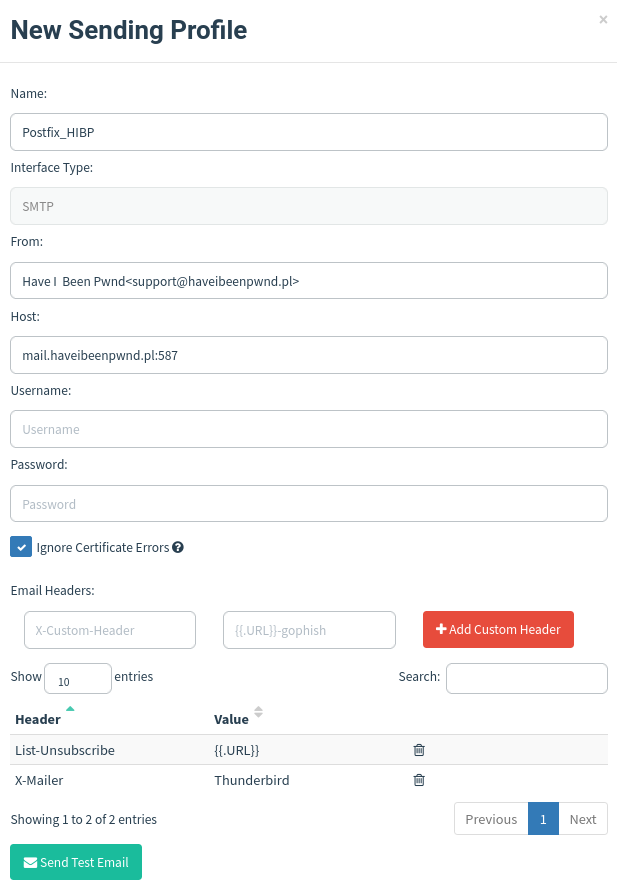 New Sending Profile
×
Name:
Postfix_HIBP
Interface Type:
SMTP
From:
Have I  Been Pwnd<support@haveibeenpwnd.pl>
Host:
mail.haveibeenpwnd.pl:587
Username:
Username
Password:
Password
Ignore Certificate Errors ?
Email Headers:
X-Custom-Header {{.URL}}-gophish + Add Custom Header
Show 10 entries Search:
Header Value
List-Unsubscribe {{.URL}}
X-Mailer Thunderbird
Showing 1 to 2 of 2 entries Previous 1 Next
Send Test Email